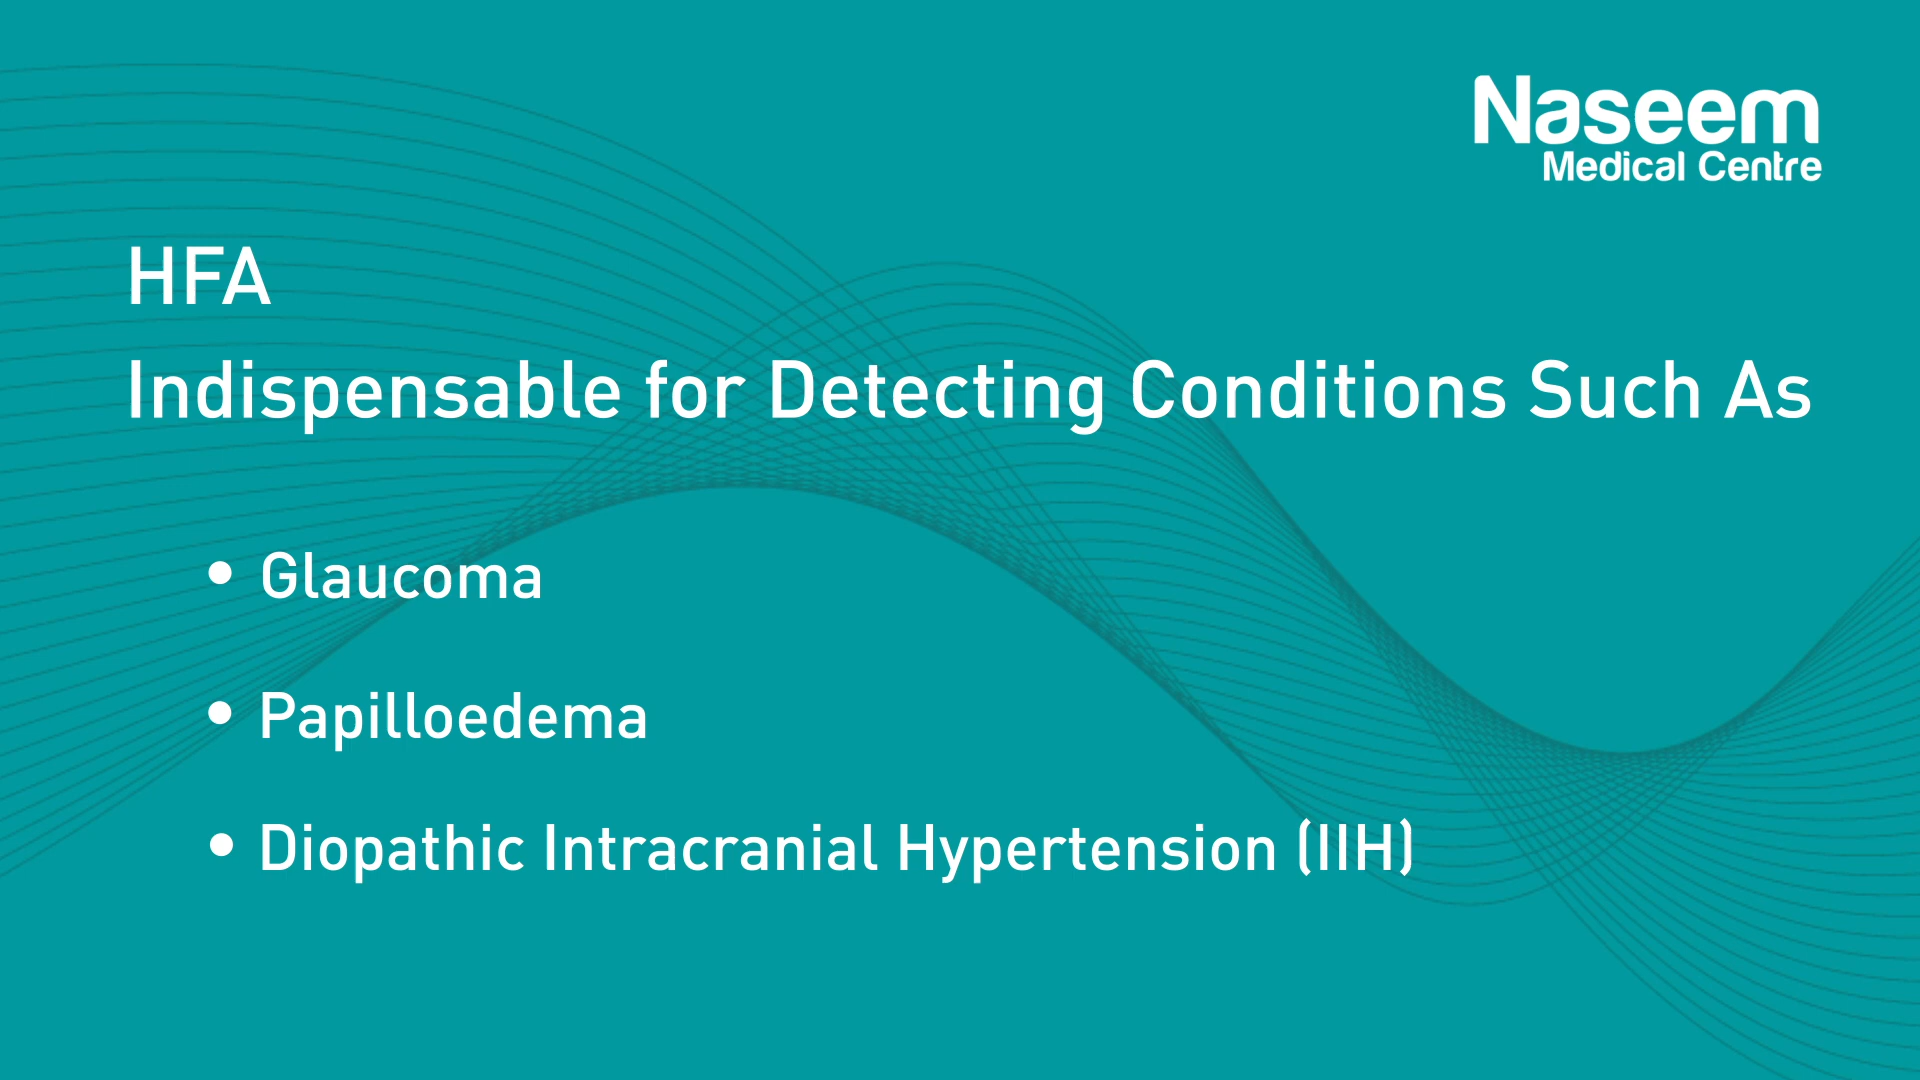 Naseem
Medical Centre
HFA
Indispensable for Detecting Conditions Such As
• Glaucoma
• Papilloedema
• Diopathic Intracranial Hypertension (IIH)